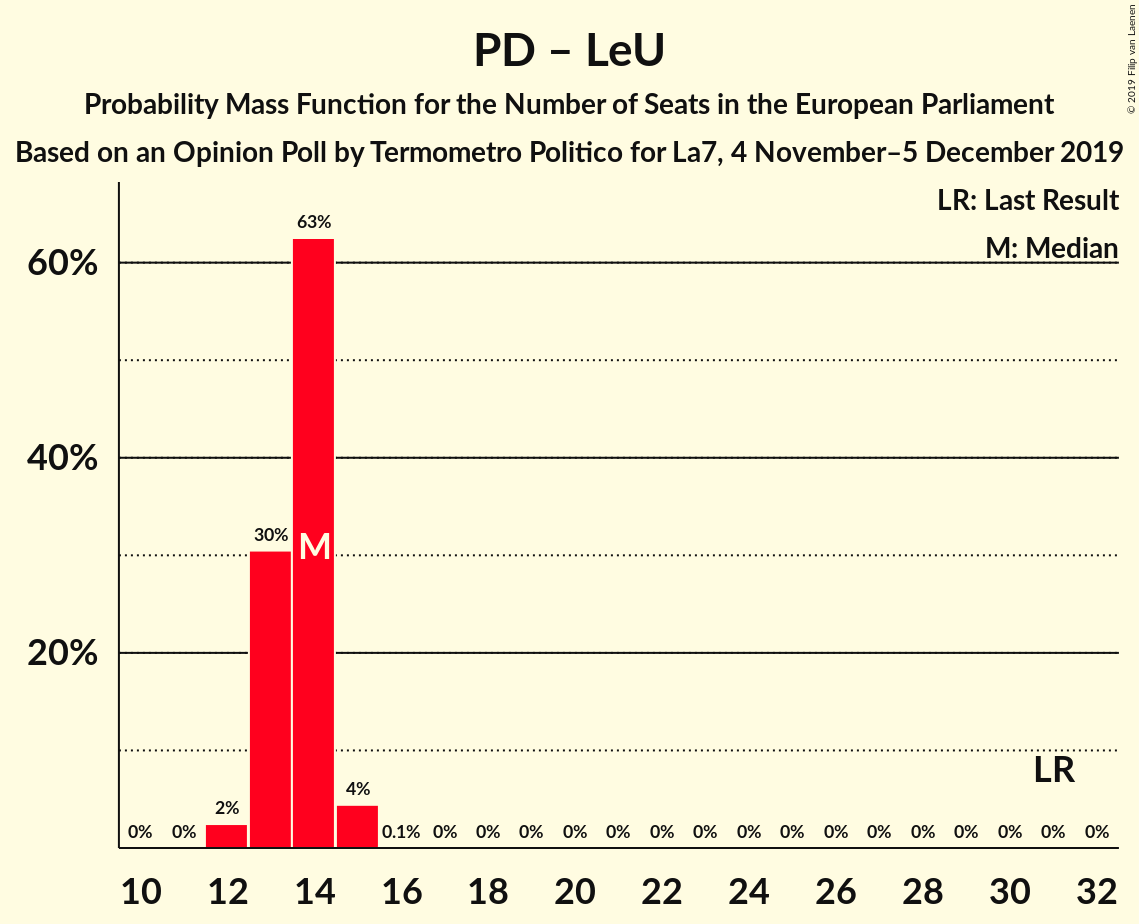 PD – LeU
Probability Mass Function for the Number of Seats in the European Parliament
Based on an Opinion Poll by Termometro Politico for La7, 4 November–5 December 2019
© 2019 Filip van Laenen
LR: Last Result
M: Median
60%
40%
20%
0% 0% 2% 30% 63% 4% 0.1% 0% 0% 0% 0% 0% 0% 0% 0% 0% 0% 0% 0% 0% 0% 0% 0%
M
LR
10 12 14 16 18 20 22 24 26 28 30 32